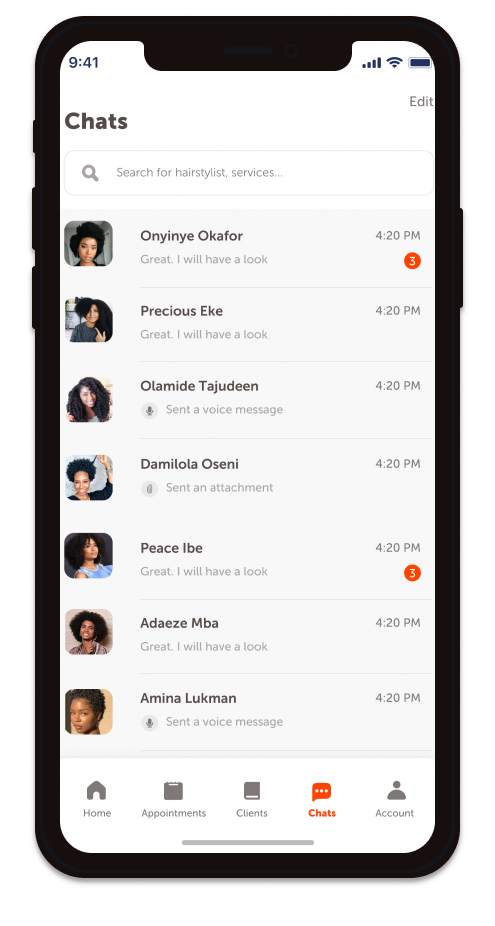 9:41
Edit
Chats
Search for hairstylist, services...
Onyinye Okafor 4:20 PM
Great. I will have a look 3
Precious Eke 4:20 PM
Great. I will have a look
Olamide Tajudeen 4:20 PM
Sent a voice message
Damilola Oseni 4:20 PM
Sent an attachment
Peace Ibe 4:20 PM
Great. I will have a look 3
Adaeze Mba 4:20 PM
Great. I will have a look
Amina Lukman 4:20 PM
Sent a voice message
Home Appointments Clients Chats Account